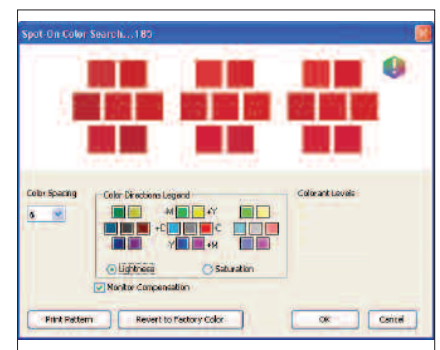 Spot-On Color Search...185
Color Spacing
6
Color Directions Legend
-M +Y
+C -C
-Y +M
Lightness
Saturation
Colorant Levels
Monitor Compensation
Print Pattern
Revert to Factory Color
OK
Cancel